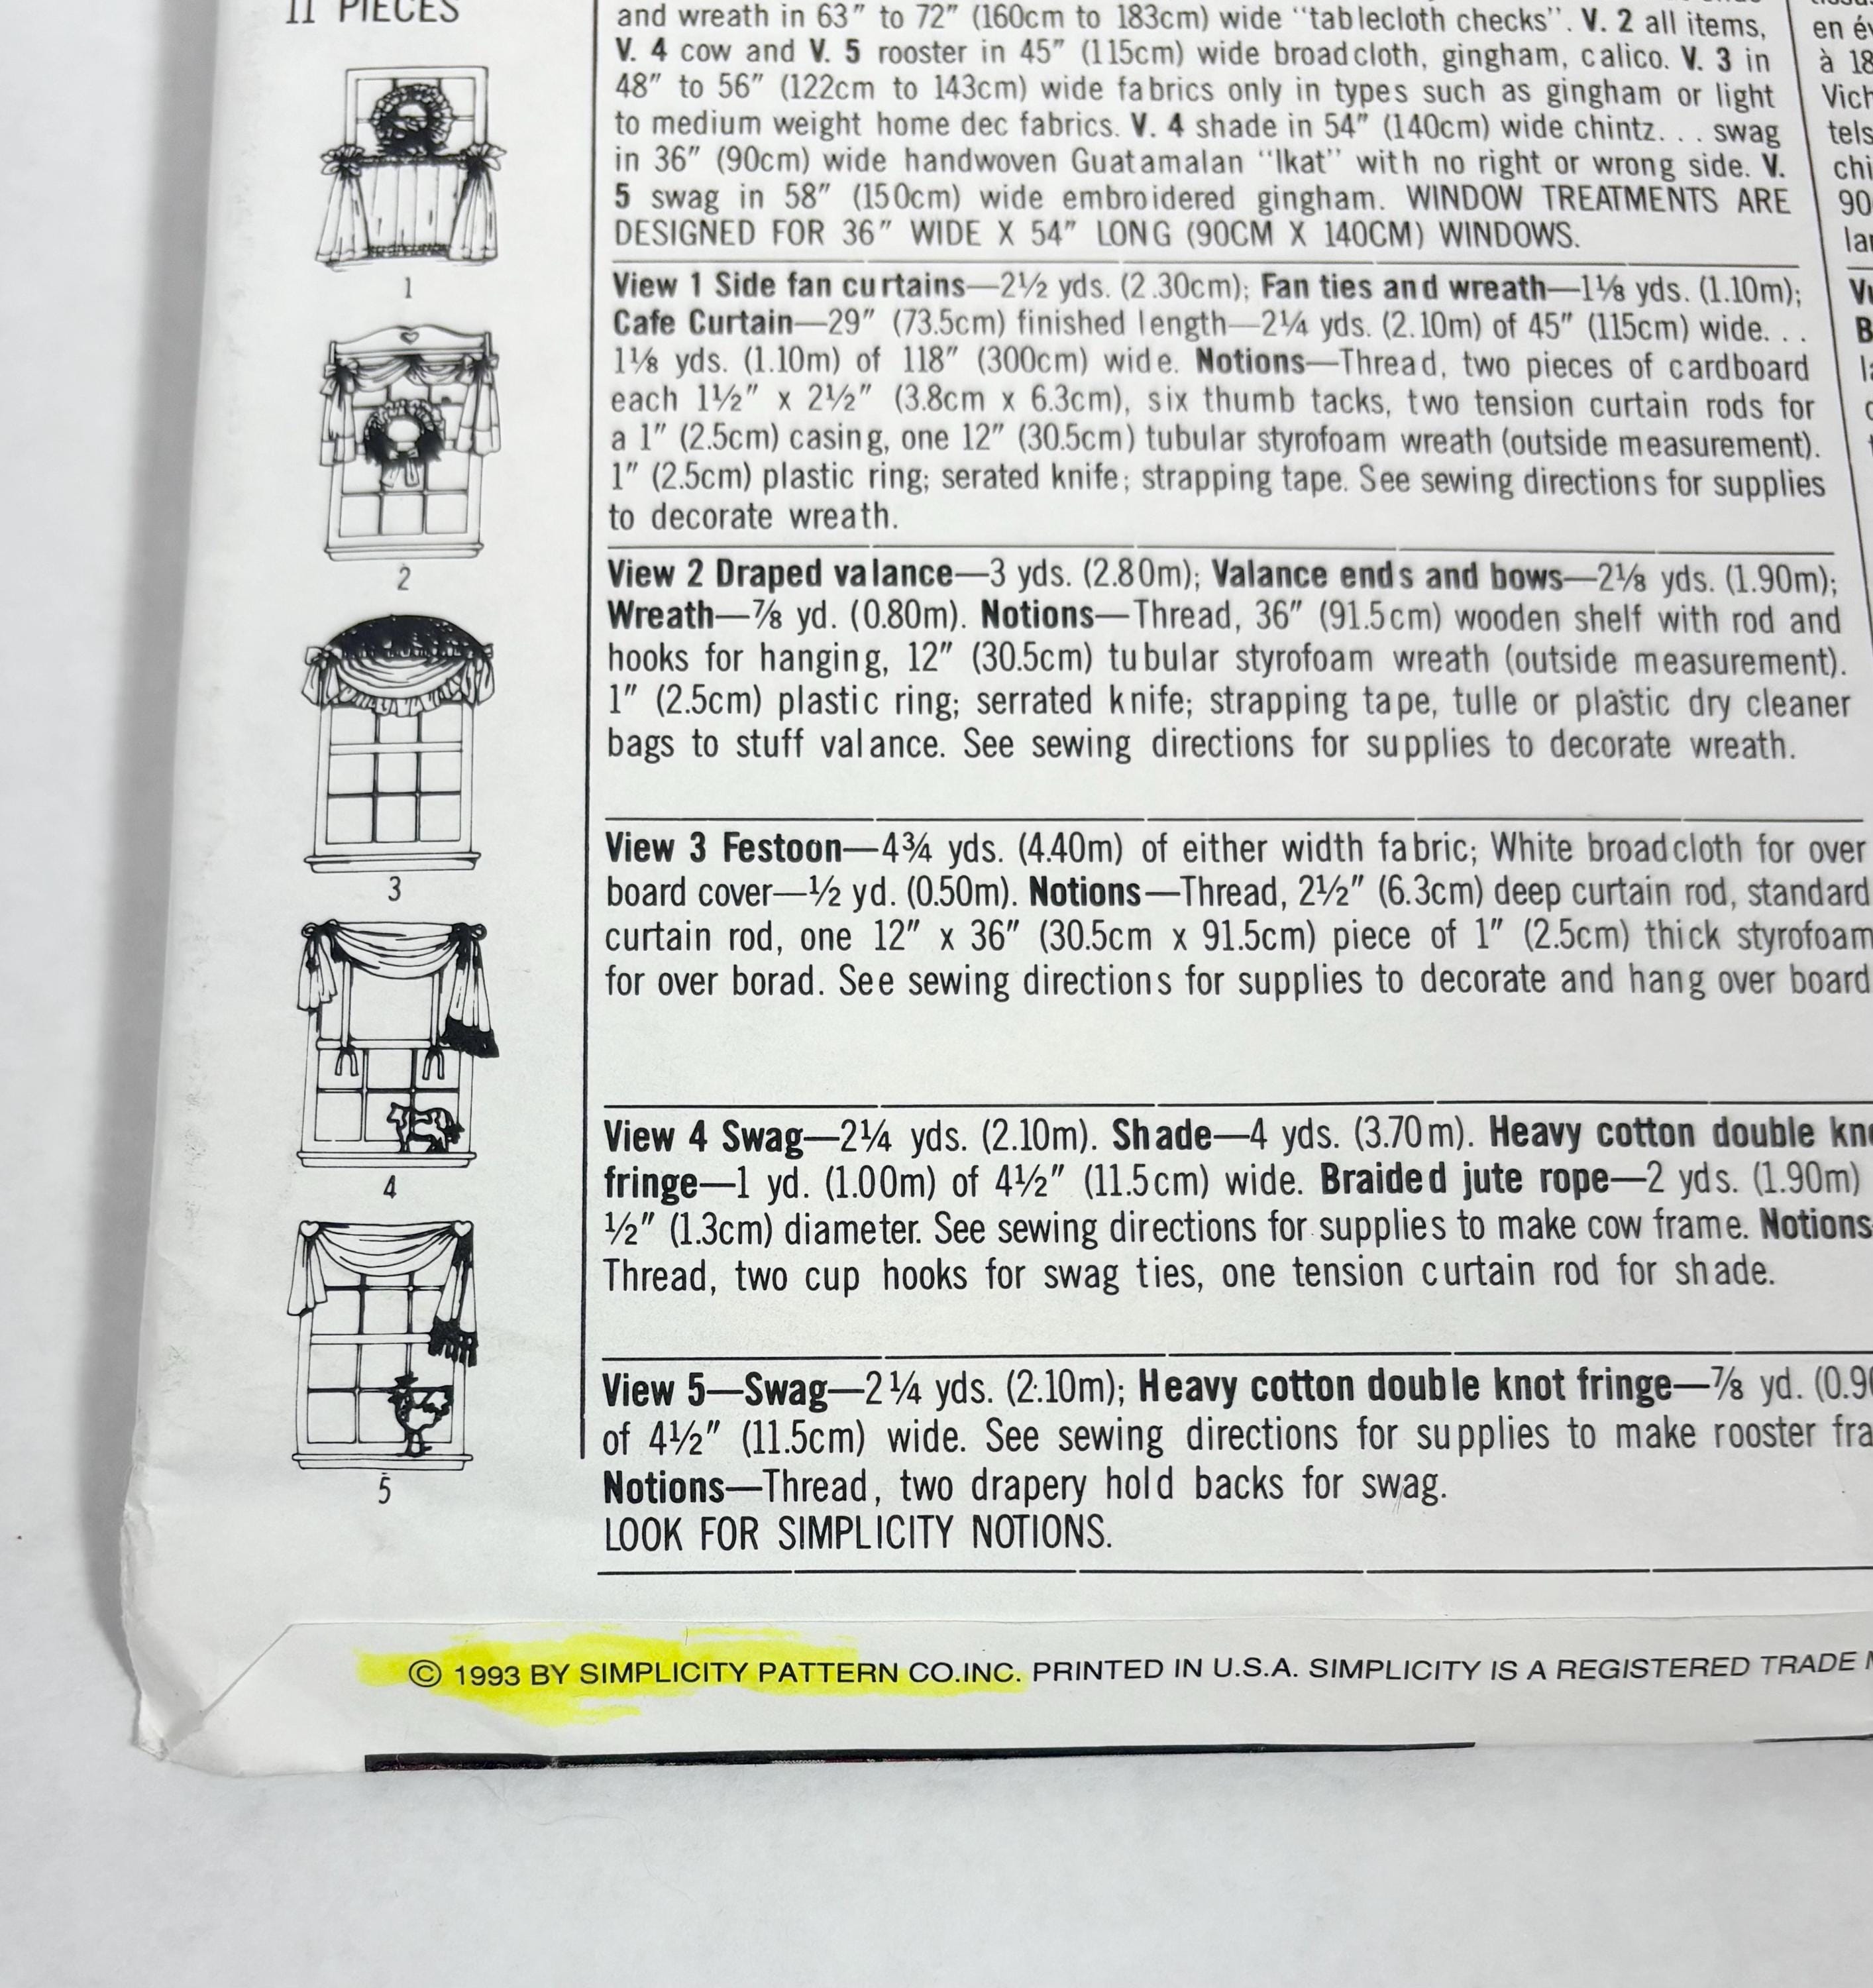 11 PIECES
1
2
3
4
5
and wreath in 63" to 72" (160cm to 183cm) wide "tablecloth checks". V. 2 all items,
V. 4 cow and V. 5 rooster in 45" (115cm) wide broadcloth, gingham, calico. V. 3 in
48" to 56" (122cm to 143cm) wide fabrics only in types such as gingham or light
to medium weight home dec fabrics. V. 4 shade in 54" (140cm) wide chintz. . . swag
in 36" (90cm) wide handwoven Guatamalan "Ikat" with no right or wrong side. V.
5 swag in 58" (150cm) wide embroidered gingham. WINDOW TREATMENTS ARE
DESIGNED FOR 36" WIDE X 54" LONG (90CM X 140CM) WINDOWS.
View 1 Side fan curtains—2½ yds. (2.30cm); Fan ties and wreath—1⅛ yds. (1.10m);
Cafe Curtain—29" (73.5cm) finished length—2¼ yds. (2.10m) of 45" (115cm) wide. . .
1⅛ yds. (1.10m) of 118" (300cm) wide. Notions—Thread, two pieces of cardboard
each 1½" x 2½" (3.8cm x 6.3cm), six thumb tacks, two tension curtain rods for
a 1" (2.5cm) casing, one 12" (30.5cm) tubular styrofoam wreath (outside measurement).
1" (2.5cm) plastic ring; serated knife; strapping tape. See sewing directions for supplies
to decorate wreath.
View 2 Draped valance—3 yds. (2.80m); Valance ends and bows—2⅛ yds. (1.90m);
Wreath—⅞ yd. (0.80m). Notions—Thread, 36" (91.5cm) wooden shelf with rod and
hooks for hanging, 12" (30.5cm) tubular styrofoam wreath (outside measurement).
1" (2.5cm) plastic ring; serrated knife; strapping tape, tulle or plastic dry cleaner
bags to stuff valance. See sewing directions for supplies to decorate wreath.
View 3 Festoon—4¾ yds. (4.40m) of either width fabric; White broadcloth for over
board cover—½ yd. (0.50m). Notions—Thread, 2½" (6.3cm) deep curtain rod, standard
curtain rod, one 12" x 36" (30.5cm x 91.5cm) piece of 1" (2.5cm) thick styrofoam
for over borad. See sewing directions for supplies to decorate and hang over board
View 4 Swag—2¼ yds. (2.10m). Shade—4 yds. (3.70m). Heavy cotton double
fringe—1 yd. (1.00m) of 4½" (11.5cm) wide. Braided jute rope—2 yds. (1.90m)
½" (1.3cm) diameter. See sewing directions for supplies to make cow frame. Notions
Thread, two cup hooks for swag ties, one tension curtain rod for shade.
View 5—Swag—2¼ yds. (2.10m); Heavy cotton double knot fringe—⅞ yd.
of 4½" (11.5cm) wide. See sewing directions for supplies to make rooster
Notions—Thread, two drapery hold backs for swag.
LOOK FOR SIMPLICITY NOTIONS.
en
à 18
Vich
tels
chi
90
© 1993 BY SIMPLICITY PATTERN CO.INC. PRINTED IN U.S.A. SIMPLICITY IS A REGISTERED TRADE